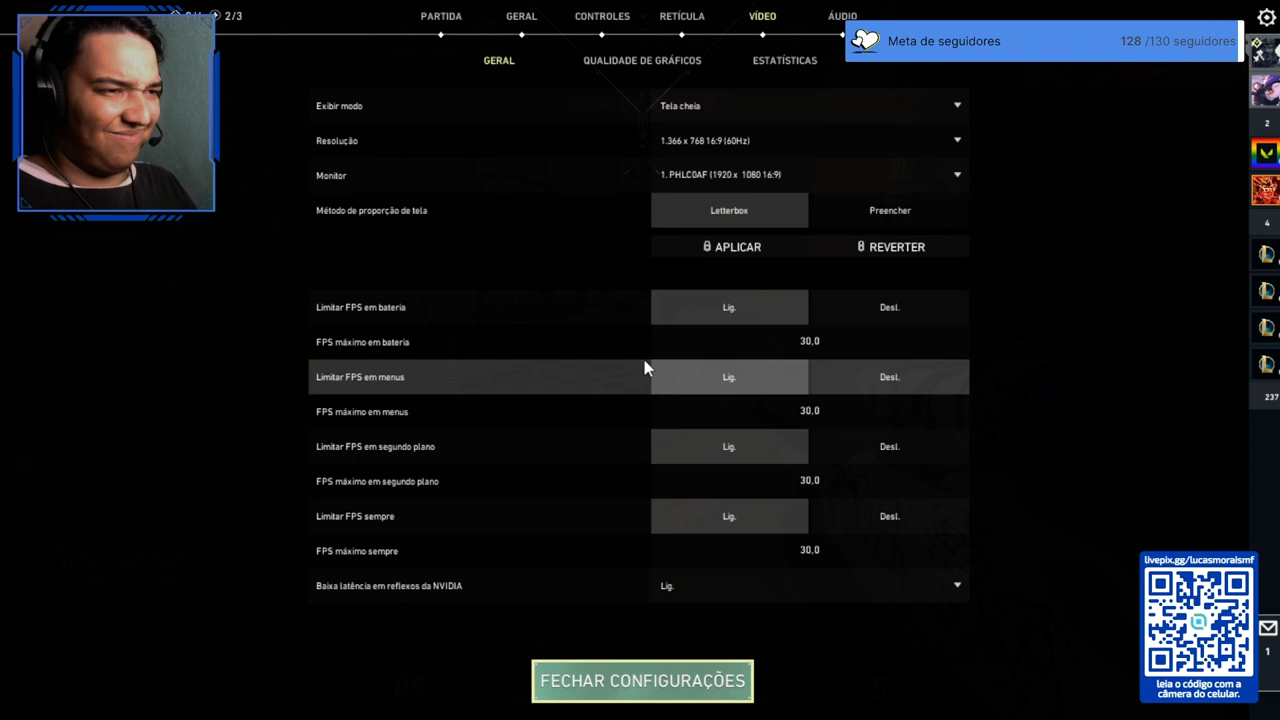 2/3
PARTIDA GERAL CONTROLES RETÍCULA VÍDEO ÁUDIO
Meta de seguidores 128 /130 seguidores
GERAL QUALIDADE DE GRÁFICOS ESTATÍSTICAS
Exibir modo Tela cheia
Resolução 1.366 x 768 16:9 (60Hz)
Monitor 1. PHLC0AF (1920 x 1080 16:9)
Método de proporção de tela Letterbox Preencher
APLICAR REVERTER
Limitar FPS em bateria Lig. Desl.
FPS máximo em bateria 30,0
Limitar FPS em menus Lig. Desl.
FPS máximo em menus 30,0
Limitar FPS em segundo plano Lig. Desl.
FPS máximo em segundo plano 30,0
Limitar FPS sempre Lig. Desl.
FPS máximo sempre 30,0
Baixa latência em reflexos da NVIDIA Lig.
FECHAR CONFIGURAÇÕES
2
4
237
1
livepix.gg/lucasmoraismf
leia o código com a
câmera do celular.